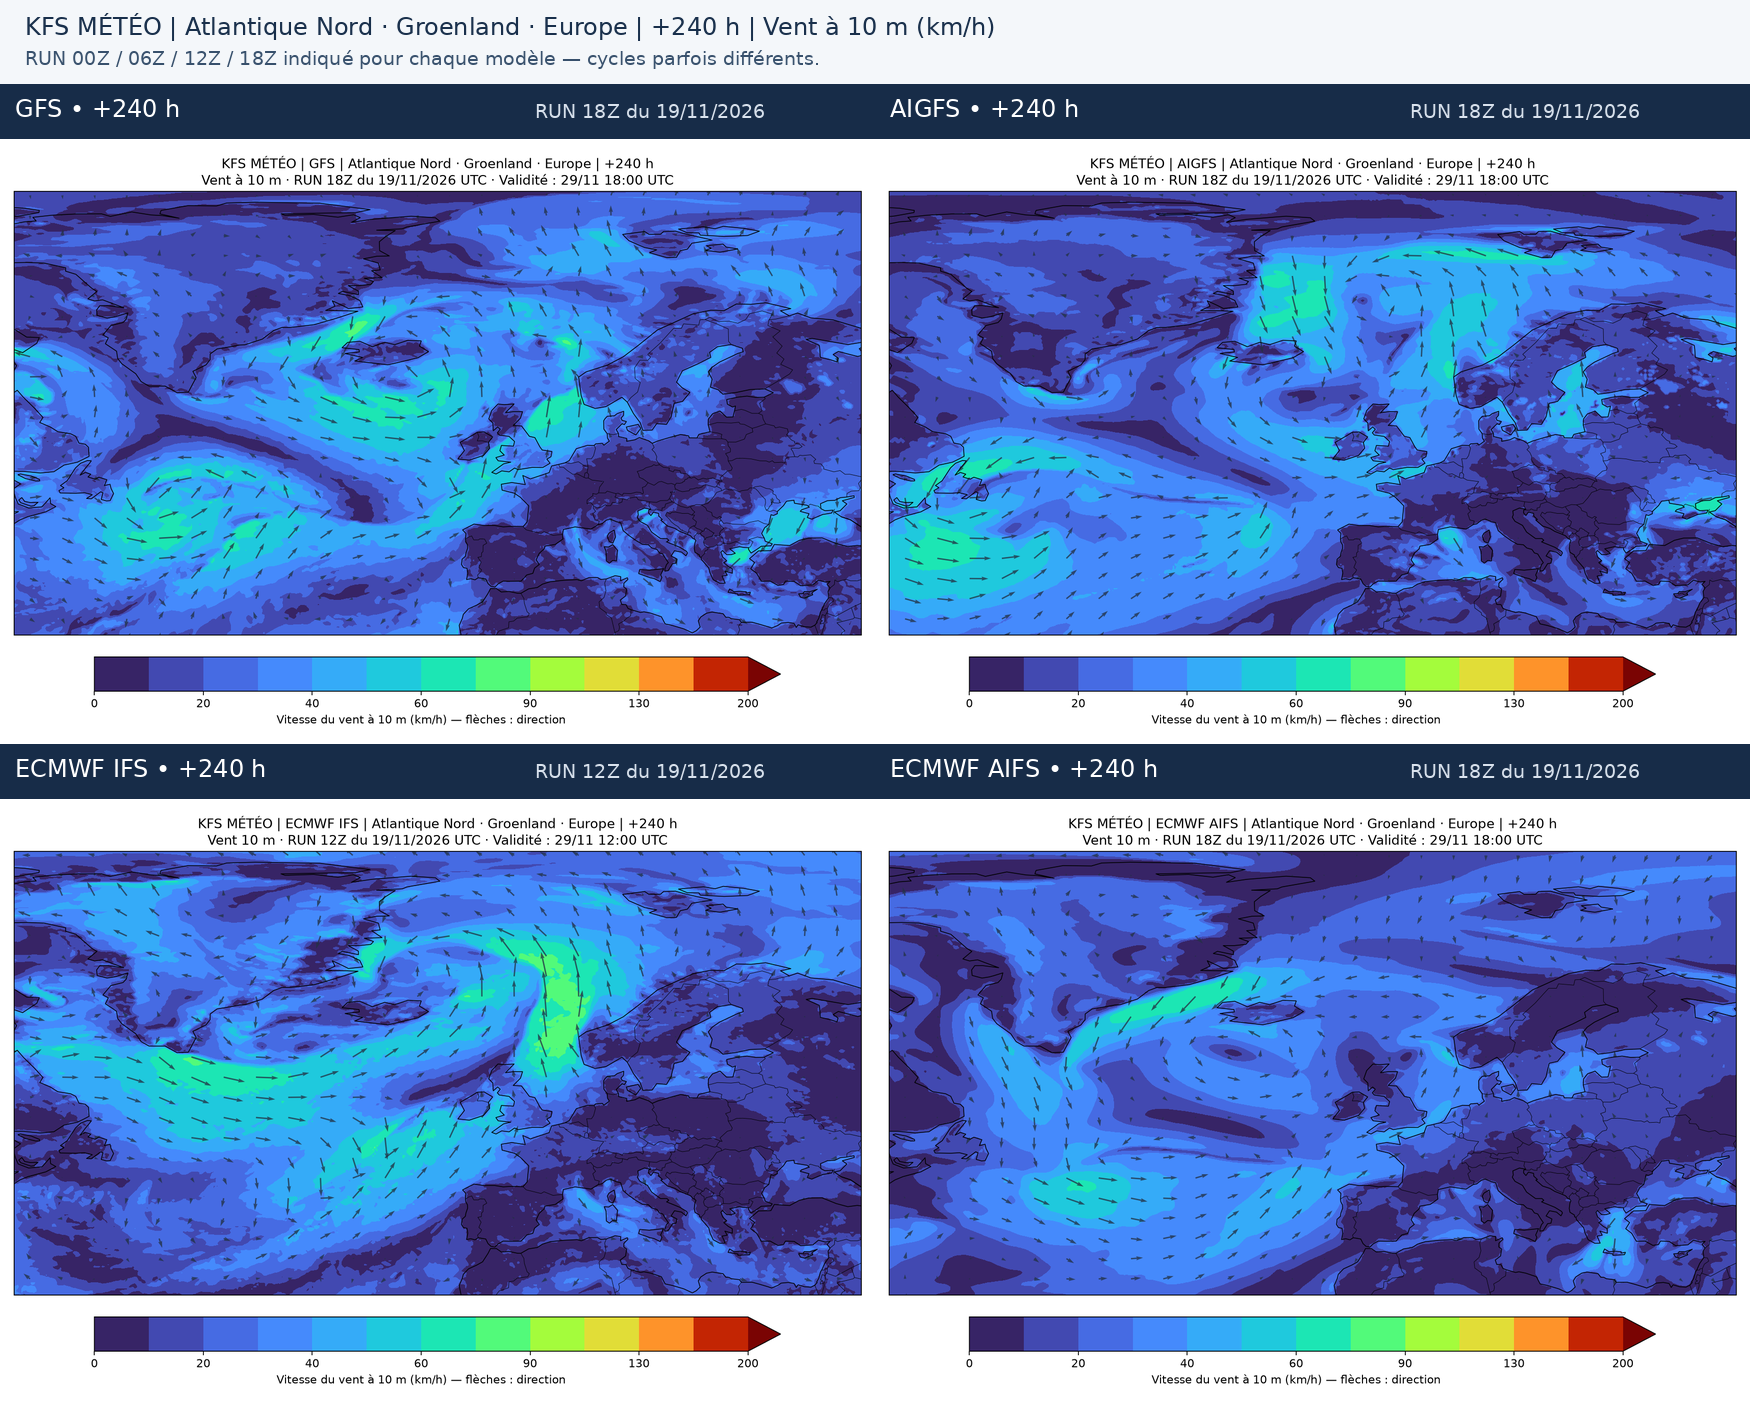 KFS MÉTÉO | Atlantique Nord · Groenland · Europe | +240 h | Vent à 10 m (km/h)
RUN 00Z / 06Z / 12Z / 18Z indiqué pour chaque modèle — cycles parfois différents.
GFS • +240 h
RUN 18Z du 19/11/2026
KFS MÉTÉO | GFS | Atlantique Nord · Groenland · Europe | +240 h
Vent à 10 m · RUN 18Z du 19/11/2026 UTC · Validité : 29/11 18:00 UTC
0 20 40 60 90 130 200
Vitesse du vent à 10 m (km/h) — flèches : direction
AIGFS • +240 h
RUN 18Z du 19/11/2026
KFS MÉTÉO | AIGFS | Atlantique Nord · Groenland · Europe | +240 h
Vent à 10 m · RUN 18Z du 19/11/2026 UTC · Validité : 29/11 18:00 UTC
0 20 40 60 90 130 200
Vitesse du vent à 10 m (km/h) — flèches : direction
ECMWF IFS • +240 h
RUN 12Z du 19/11/2026
KFS MÉTÉO | ECMWF IFS | Atlantique Nord · Groenland · Europe | +240 h
Vent 10 m · RUN 12Z du 19/11/2026 UTC · Validité : 29/11 12:00 UTC
0 20 40 60 90 130 200
Vitesse du vent à 10 m (km/h) — flèches : direction
ECMWF AIFS • +240 h
RUN 18Z du 19/11/2026
KFS MÉTÉO | ECMWF AIFS | Atlantique Nord · Groenland · Europe | +240 h
Vent 10 m · RUN 18Z du 19/11/2026 UTC · Validité : 29/11 18:00 UTC
0 20 40 60 90 130 200
Vitesse du vent à 10 m (km/h) — flèches : direction